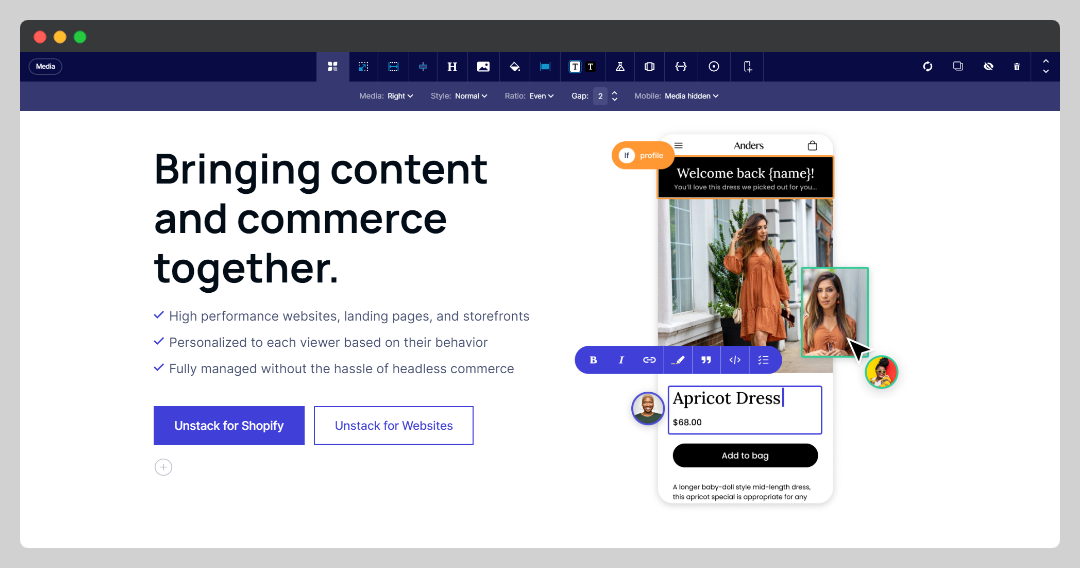 Media
H
T T
Media: Right Style: Normal Ratio: Even Gap: 2 Mobile: Media hidden
Bringing content
and commerce
together.
High performance websites, landing pages, and storefronts
Personalized to each viewer based on their behavior
Fully managed without the hassle of headless commerce
Unstack for Shopify
Unstack for Websites
If profile
Anders
Welcome back {name}!
You'll love this dress we picked out for you...
B I
Apricot Dress
$68.00
Add to bag
A longer baby-doll style mid-length dress,
this apricot special is appropriate for any